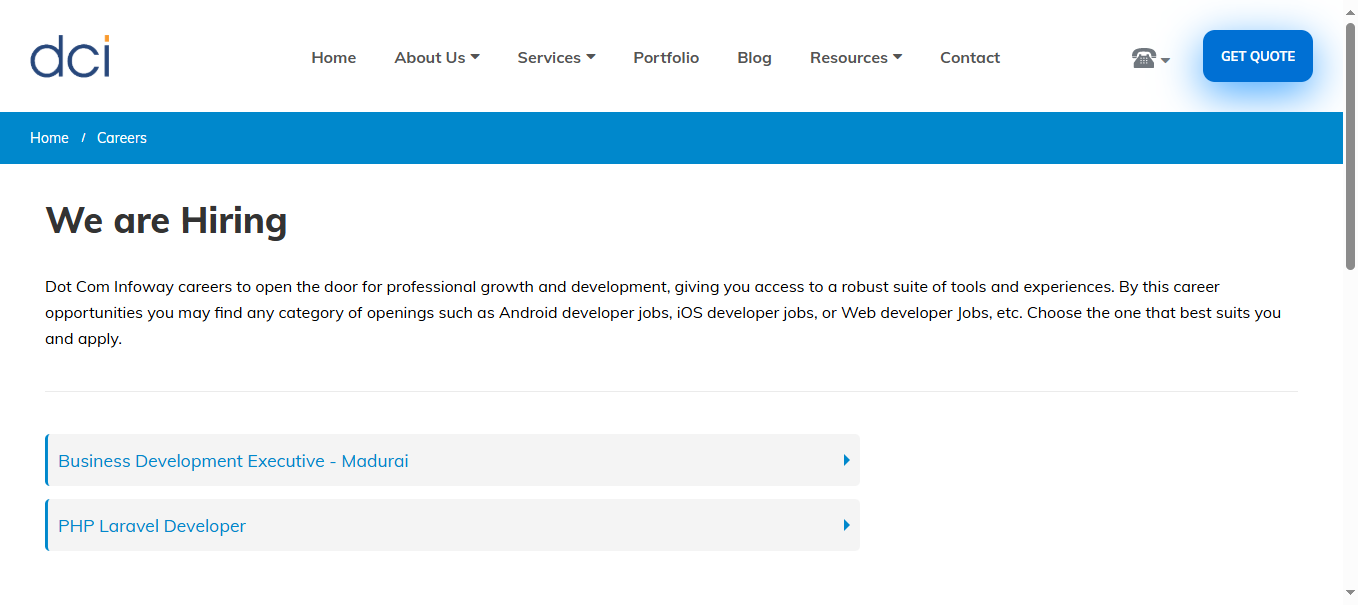 dci
Home
About Us
Services
Portfolio
Blog
Resources
Contact
GET QUOTE
Home / Careers
We are Hiring
Dot Com Infoway careers to open the door for professional growth and development, giving you access to a robust suite of tools and experiences. By this career
opportunities you may find any category of openings such as Android developer jobs, iOS developer jobs, or Web developer Jobs, etc. Choose the one that best suits you
and apply.
Business Development Executive - Madurai
PHP Laravel Developer